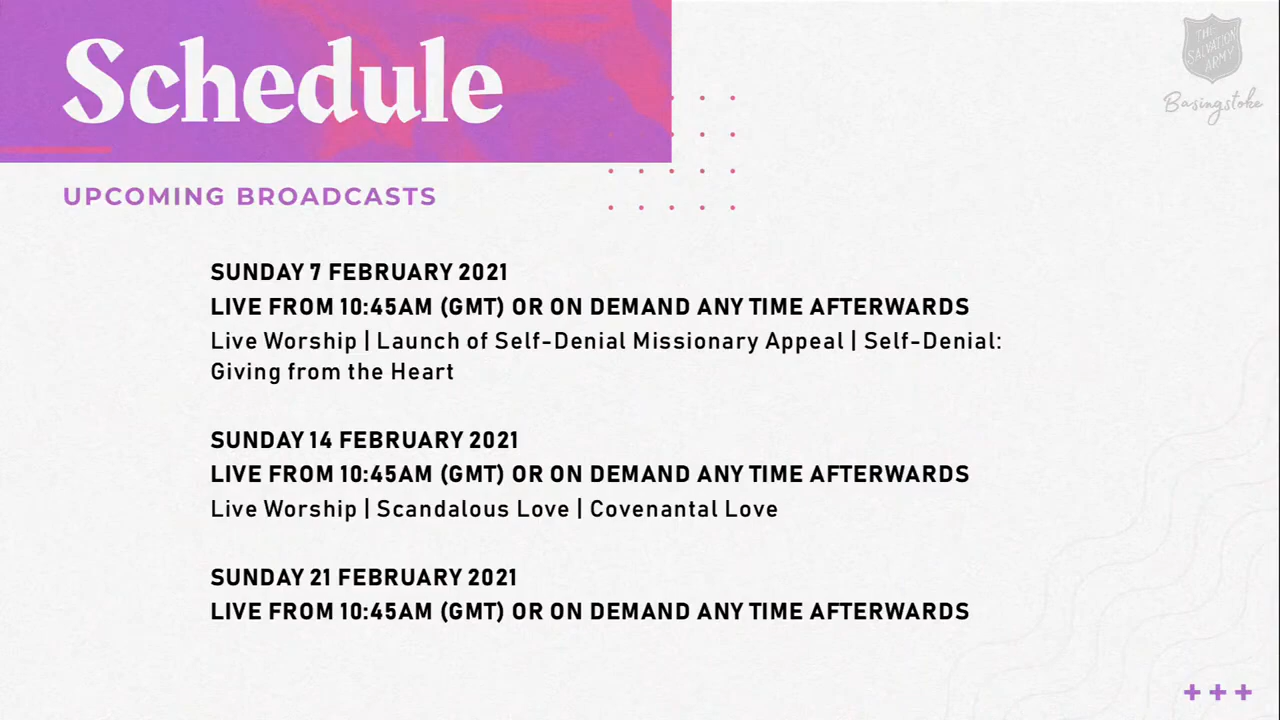 Schedule
THE
SALVATION
ARMY
Basingstoke
UPCOMING BROADCASTS
SUNDAY 7 FEBRUARY 2021
LIVE FROM 10:45AM (GMT) OR ON DEMAND ANY TIME AFTERWARDS
Live Worship | Launch of Self-Denial Missionary Appeal | Self-Denial:
Giving from the Heart
SUNDAY 14 FEBRUARY 2021
LIVE FROM 10:45AM (GMT) OR ON DEMAND ANY TIME AFTERWARDS
Live Worship | Scandalous Love | Covenantal Love
SUNDAY 21 FEBRUARY 2021
LIVE FROM 10:45AM (GMT) OR ON DEMAND ANY TIME AFTERWARDS